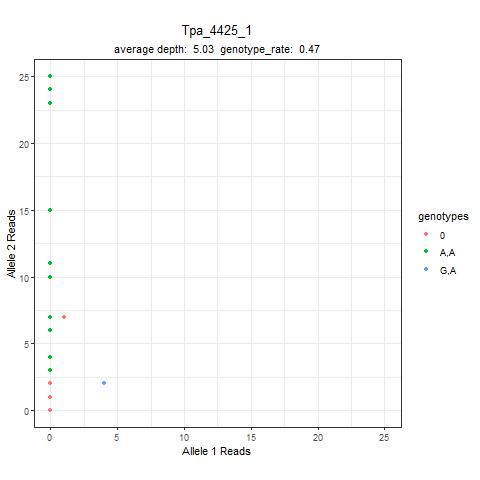 Tpa_4425_1
average depth:  5.03  genotype_rate:  0.47
25
20
15
10
5
0
Allele 2 Reads
0 5 10 15 20 25
Allele 1 Reads
genotypes
0
A,A
G,A